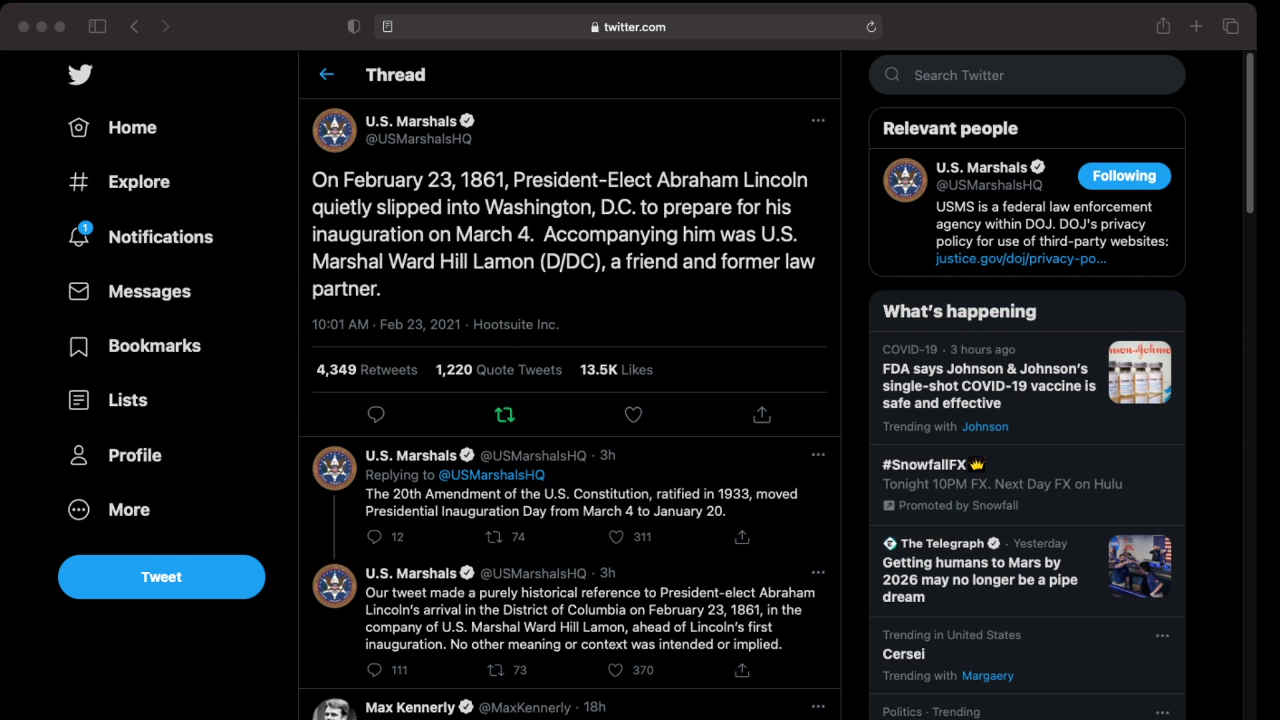 twitter.com
Thread
Search Twitter
Home
Explore
1
Notifications
Messages
Bookmarks
Lists
Profile
More
Tweet
U.S. Marshals
@USMarshalsHQ
On February 23, 1861, President-Elect Abraham Lincoln
quietly slipped into Washington, D.C. to prepare for his
inauguration on March 4.  Accompanying him was U.S.
Marshal Ward Hill Lamon (D/DC), a friend and former law
partner.
10:01 AM · Feb 23, 2021 · Hootsuite Inc.
4,349 Retweets 1,220 Quote Tweets 13.5K Likes
U.S. Marshals @USMarshalsHQ · 3h
Replying to @USMarshalsHQ
The 20th Amendment of the U.S. Constitution, ratified in 1933, moved
Presidential Inauguration Day from March 4 to January 20.
12 74 311
U.S. Marshals @USMarshalsHQ · 3h
Our tweet made a purely historical reference to President-elect Abraham
Lincoln's arrival in the District of Columbia on February 23, 1861, in the
company of U.S. Marshal Ward Hill Lamon, ahead of Lincoln's first
inauguration. No other meaning or context was intended or implied.
111 73 370
Max Kennerly @MaxKennerly · 18h
Relevant people
U.S. Marshals
@USMarshalsHQ
Following
USMS is a federal law enforcement
agency within DOJ. DOJ's privacy
policy for use of third-party websites:
justice.gov/doj/privacy-po...
What's happening
COVID-19 · 3 hours ago
FDA says Johnson & Johnson's
single-shot COVID-19 vaccine is
safe and effective
Trending with Johnson
#SnowfallFX
Tonight 10PM FX. Next Day FX on Hulu
Promoted by Snowfall
The Telegraph · Yesterday
Getting humans to Mars by
2026 may no longer be a pipe
dream
Trending in United States
Cersei
Trending with Margaery
Politics · Trending